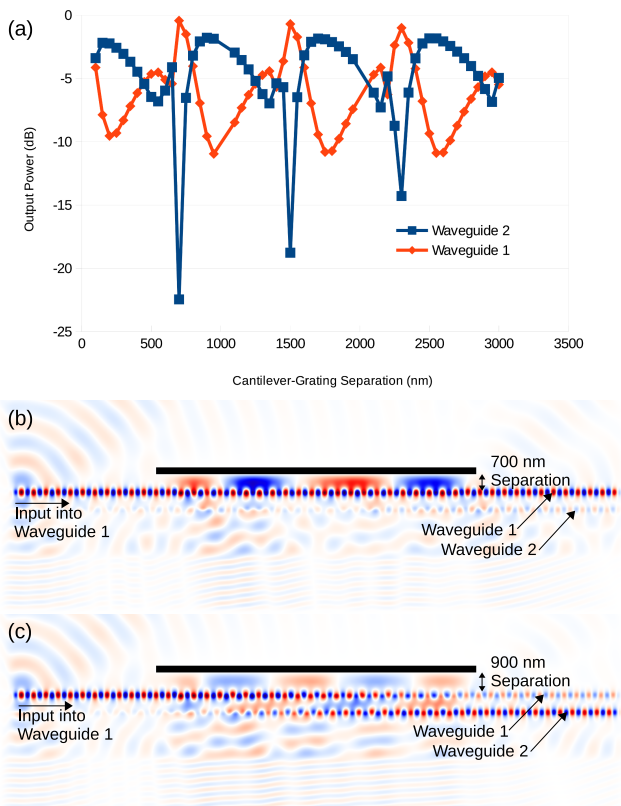 (a)
0
-5
-10
-15
-20
-25
Output Power (dB)
Waveguide 2
Waveguide 1
0 500 1000 1500 2000 2500 3000 3500
Cantilever-Grating Separation (nm)
(b)
700 nm
Separation
Input into
Waveguide 1
Waveguide 1
Waveguide 2
(c)
900 nm
Separation
Input into
Waveguide 1
Waveguide 1
Waveguide 2